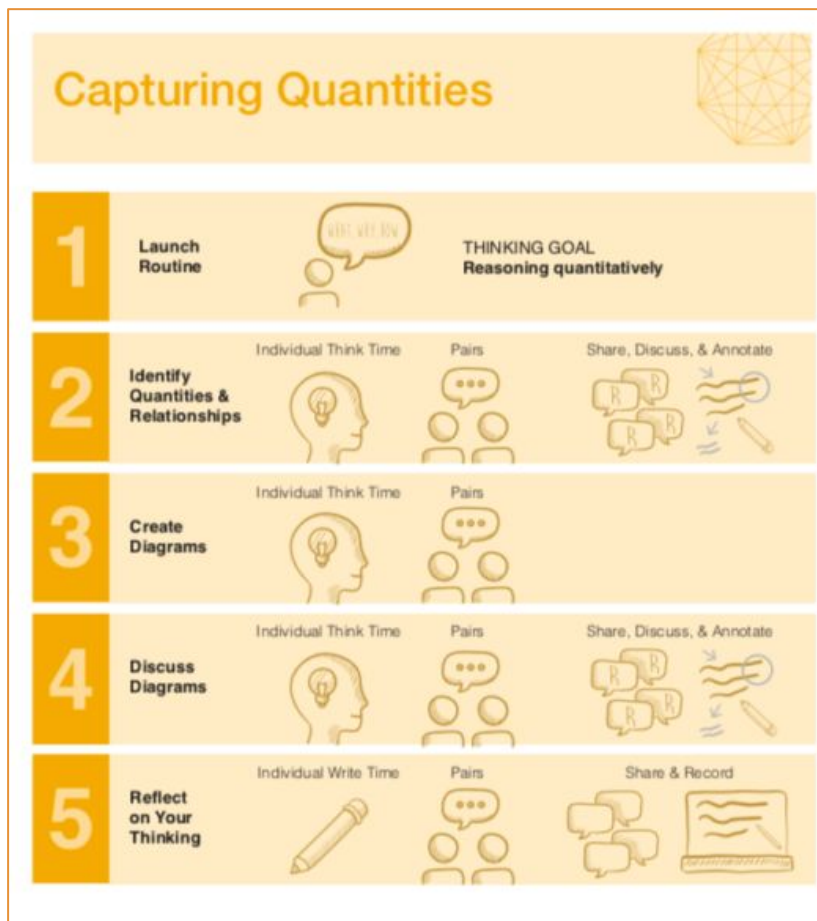 Capturing Quantities
1
Launch
Routine
THINKING GOAL
Reasoning quantitatively
2
Identify
Quantities &
Relationships
Individual Think Time
Pairs
Share, Discuss, & Annotate
R
R
R
3
Create
Diagrams
Individual Think Time
Pairs
4
Discuss
Diagrams
Individual Think Time
Pairs
Share, Discuss, & Annotate
R
R
R
5
Reflect
on Your
Thinking
Individual Write Time
Pairs
Share & Record